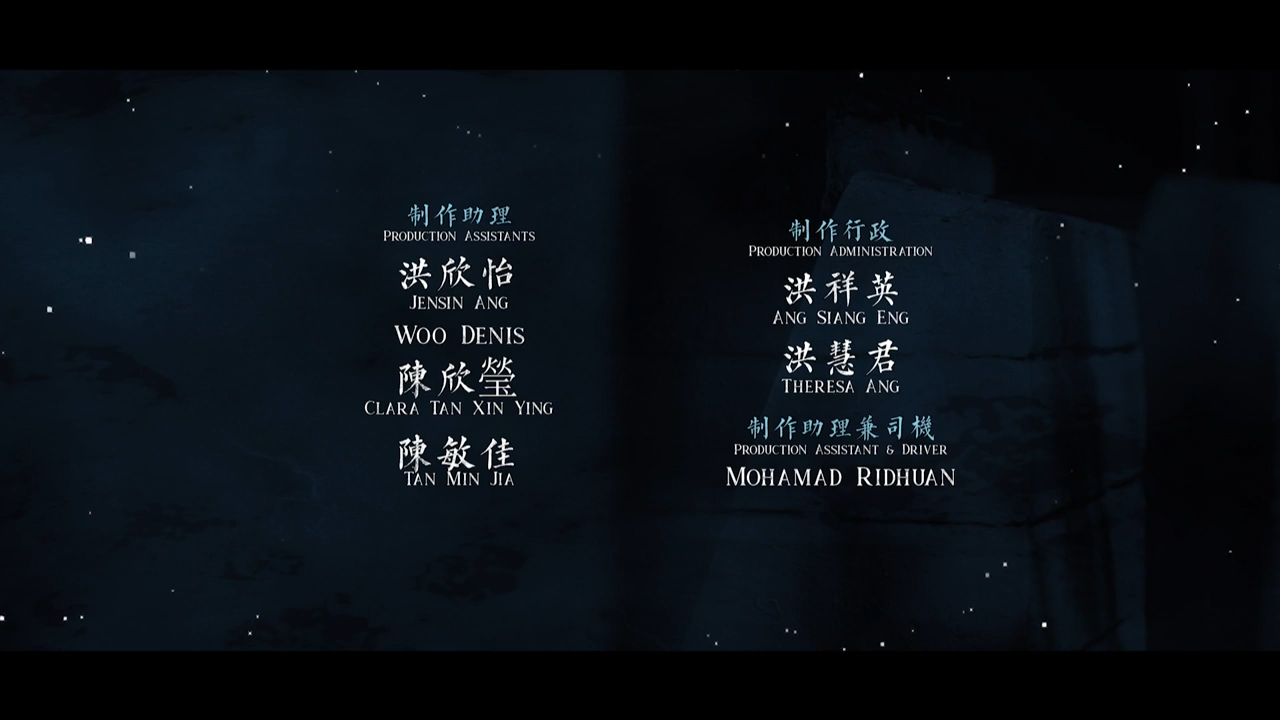 制作助理
PRODUCTION ASSISTANTS
洪欣怡
JENSIN ANG
WOO DENIS
陳欣瑩
CLARA TAN XIN YING
陳敏佳
TAN MIN JIA
制作行政
PRODUCTION ADMINISTRATION
洪祥英
ANG SIANG ENG
洪慧君
THERESA ANG
制作助理兼司機
PRODUCTION ASSISTANT & DRIVER
MOHAMAD RIDHUAN